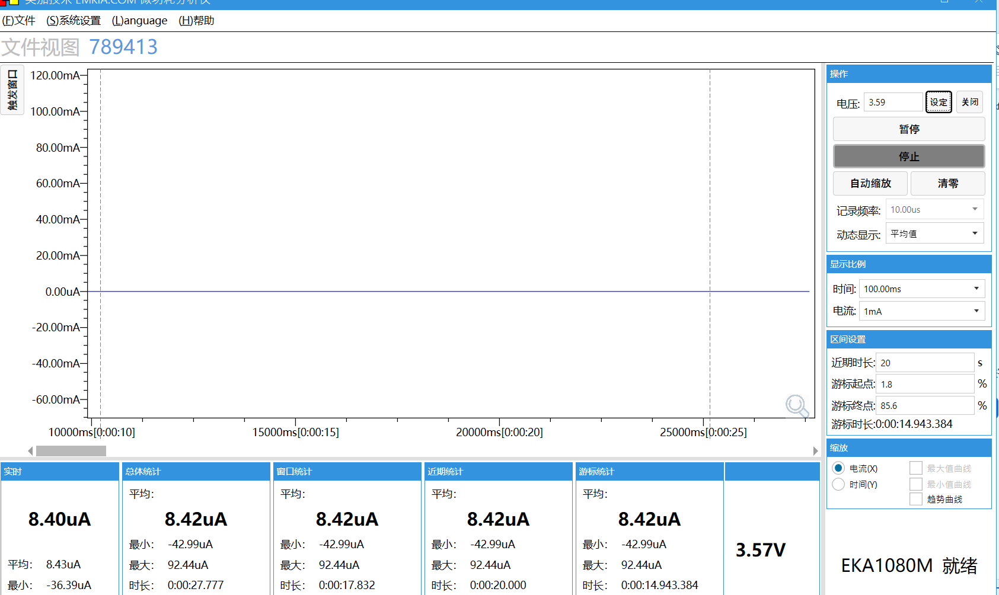 英加技术 EMKIA.COM 微功耗分析仪
(F)文件 (S)系统设置 (L)anguage (H)帮助
文件视图 789413
触发窗口
120.00mA
100.00mA
80.00mA
60.00mA
40.00mA
20.00mA
0.00uA
-20.00mA
-40.00mA
-60.00mA
10000ms[0:00:10] 15000ms[0:00:15] 20000ms[0:00:20] 25000ms[0:00:25]
操作
电压: 3.59 设定 关闭
暂停
停止
自动缩放 清零
记录频率: 10.00us
动态显示: 平均值
显示比例
时间: 100.00ms
电流: 1mA
区间设置
近期时长: 20 s
游标起点: 1.8 %
游标终点: 85.6 %
游标时长:0:00:14.943.384
缩放
电流(X) 最大值曲线
时间(Y) 最小值曲线
趋势曲线
实时
8.40uA
平均: 8.43uA
最小: -36.39uA
总体统计
平均:
8.42uA
最小: -42.99uA
最大: 92.44uA
时长: 0:00:27.777
窗口统计
平均:
8.42uA
最小: -42.99uA
最大: 92.44uA
时长: 0:00:17.832
近期统计
平均:
8.42uA
最小: -42.99uA
最大: 92.44uA
时长: 0:00:20.000
游标统计
平均:
8.42uA
最小: -42.99uA
最大: 92.44uA
时长: 0:00:14.943.384
3.57V
EKA1080M 就绪